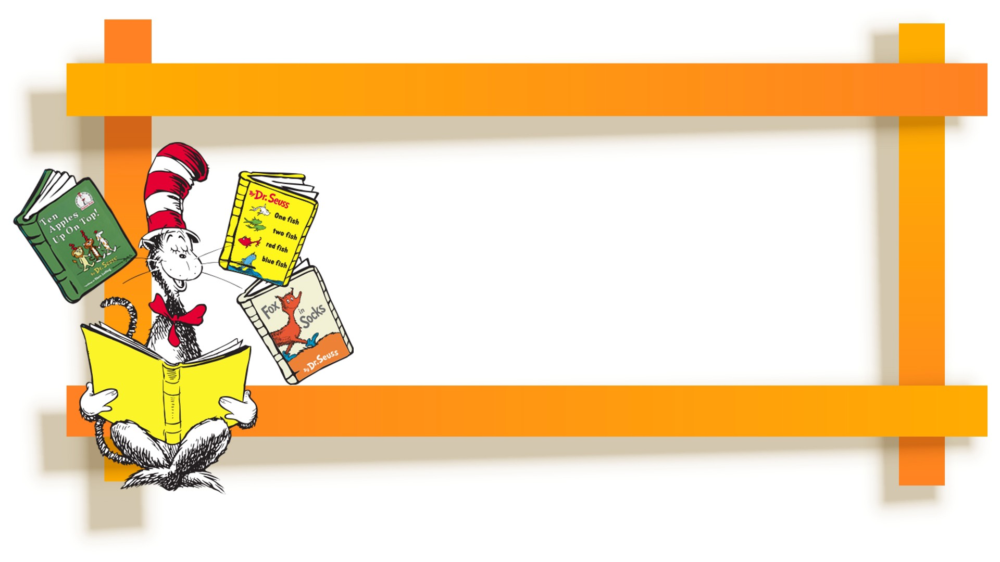 Ten
Apples
Up On Top!
by Dr. Seuss
By Dr. Seuss
One fish
two fish
red fish
blue fish
Fox
in
Socks
By Dr. Seuss